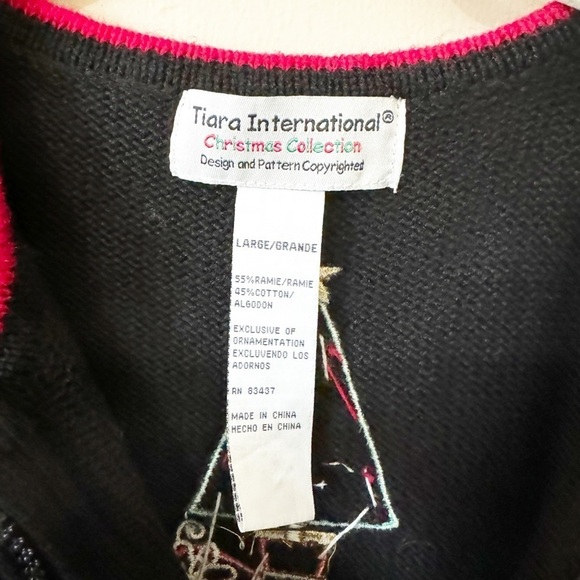 Tiara International®
Christmas Collection
Design and Pattern Copyrighted
LARGE/GRANDE
55%RAMIE/RAMIE
45%COTTON/
ALGODON
EXCLUSIVE OF
ORNAMENTATION
EXCLUVENDO LOS
ADORNOS
RN 83437
MADE IN CHINA
HECHO EN CHINA